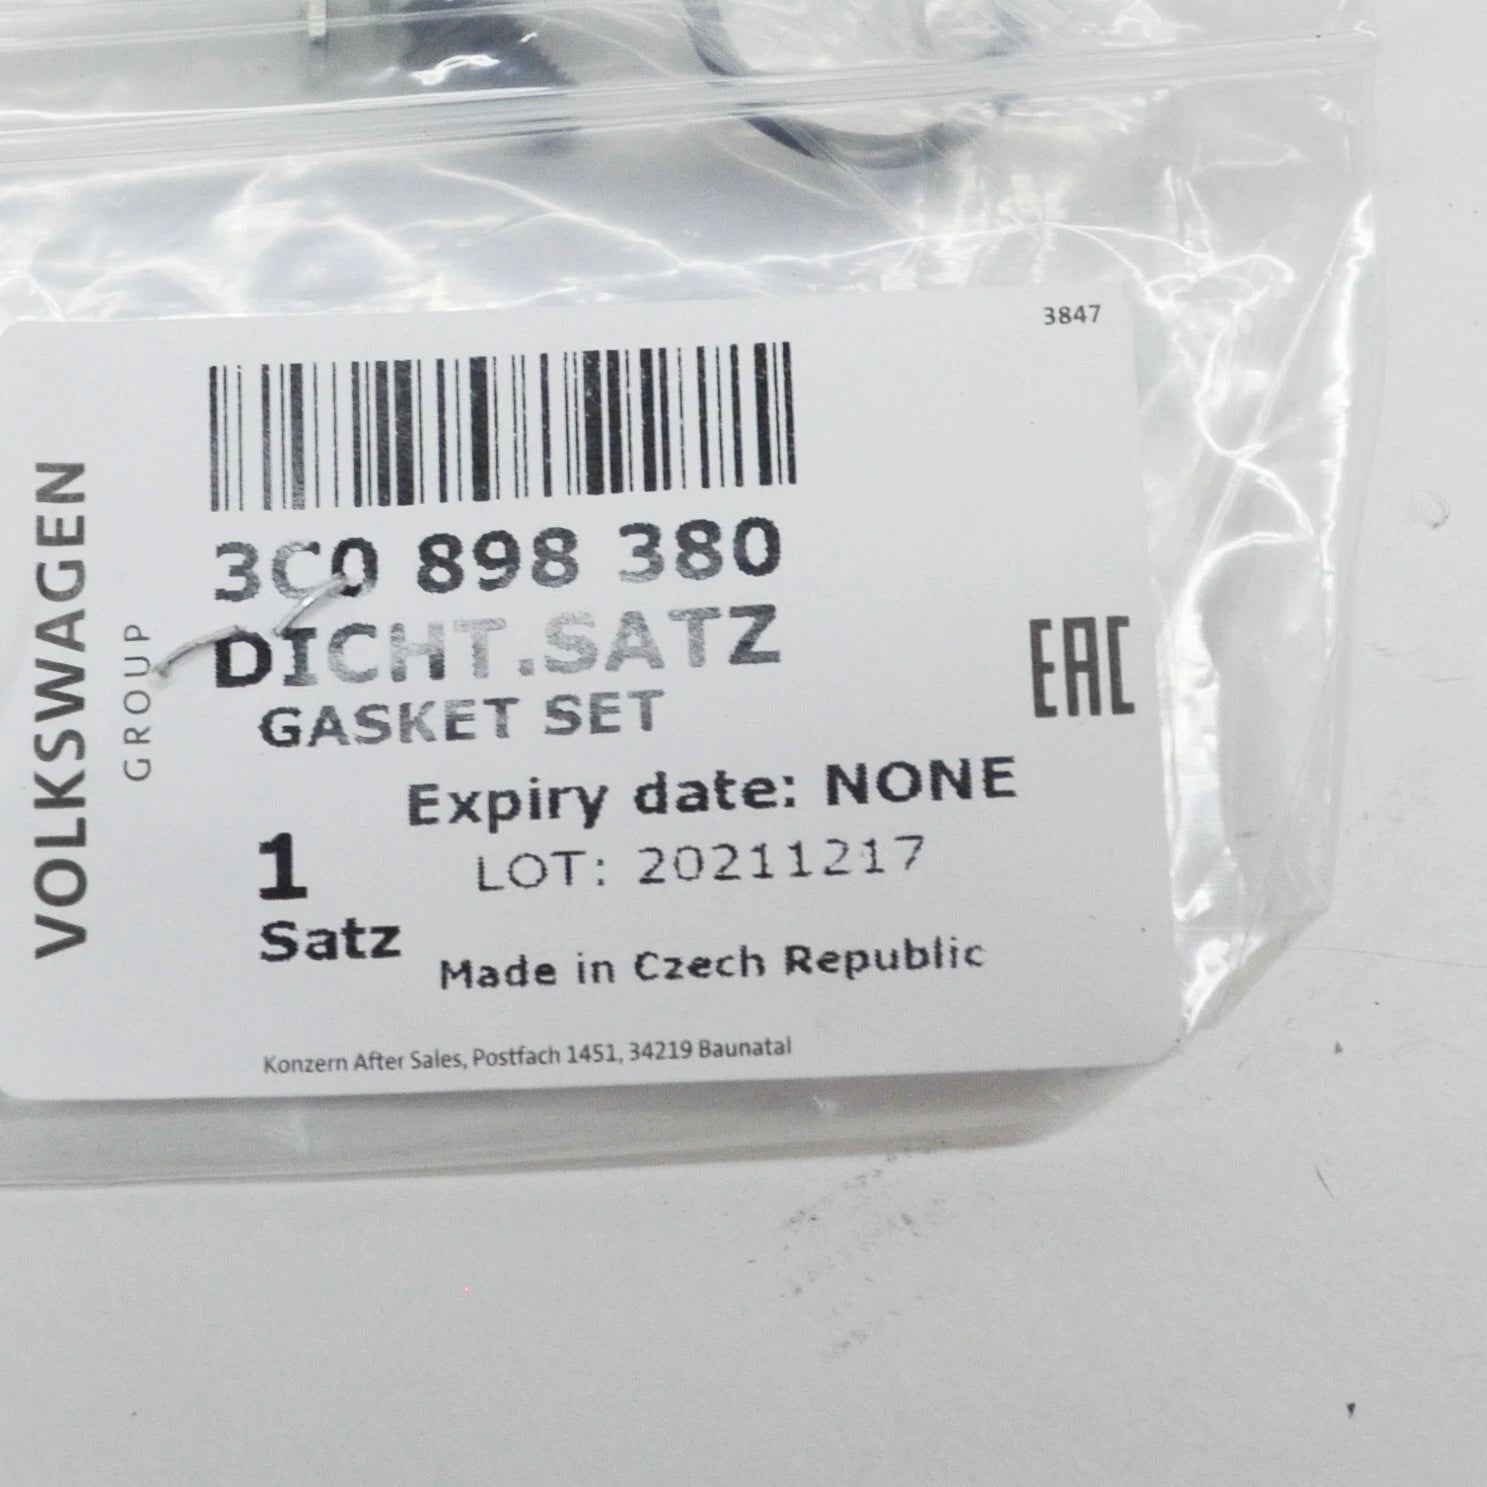 3847
VOLKSWAGEN
GROUP
3C0 898 380
DICHT.SATZ
GASKET SET
EAC
Expiry date: NONE
1
LOT: 20211217
Satz
Made in Czech Republic
Konzern After Sales, Postfach 1451, 34219 Baunatal